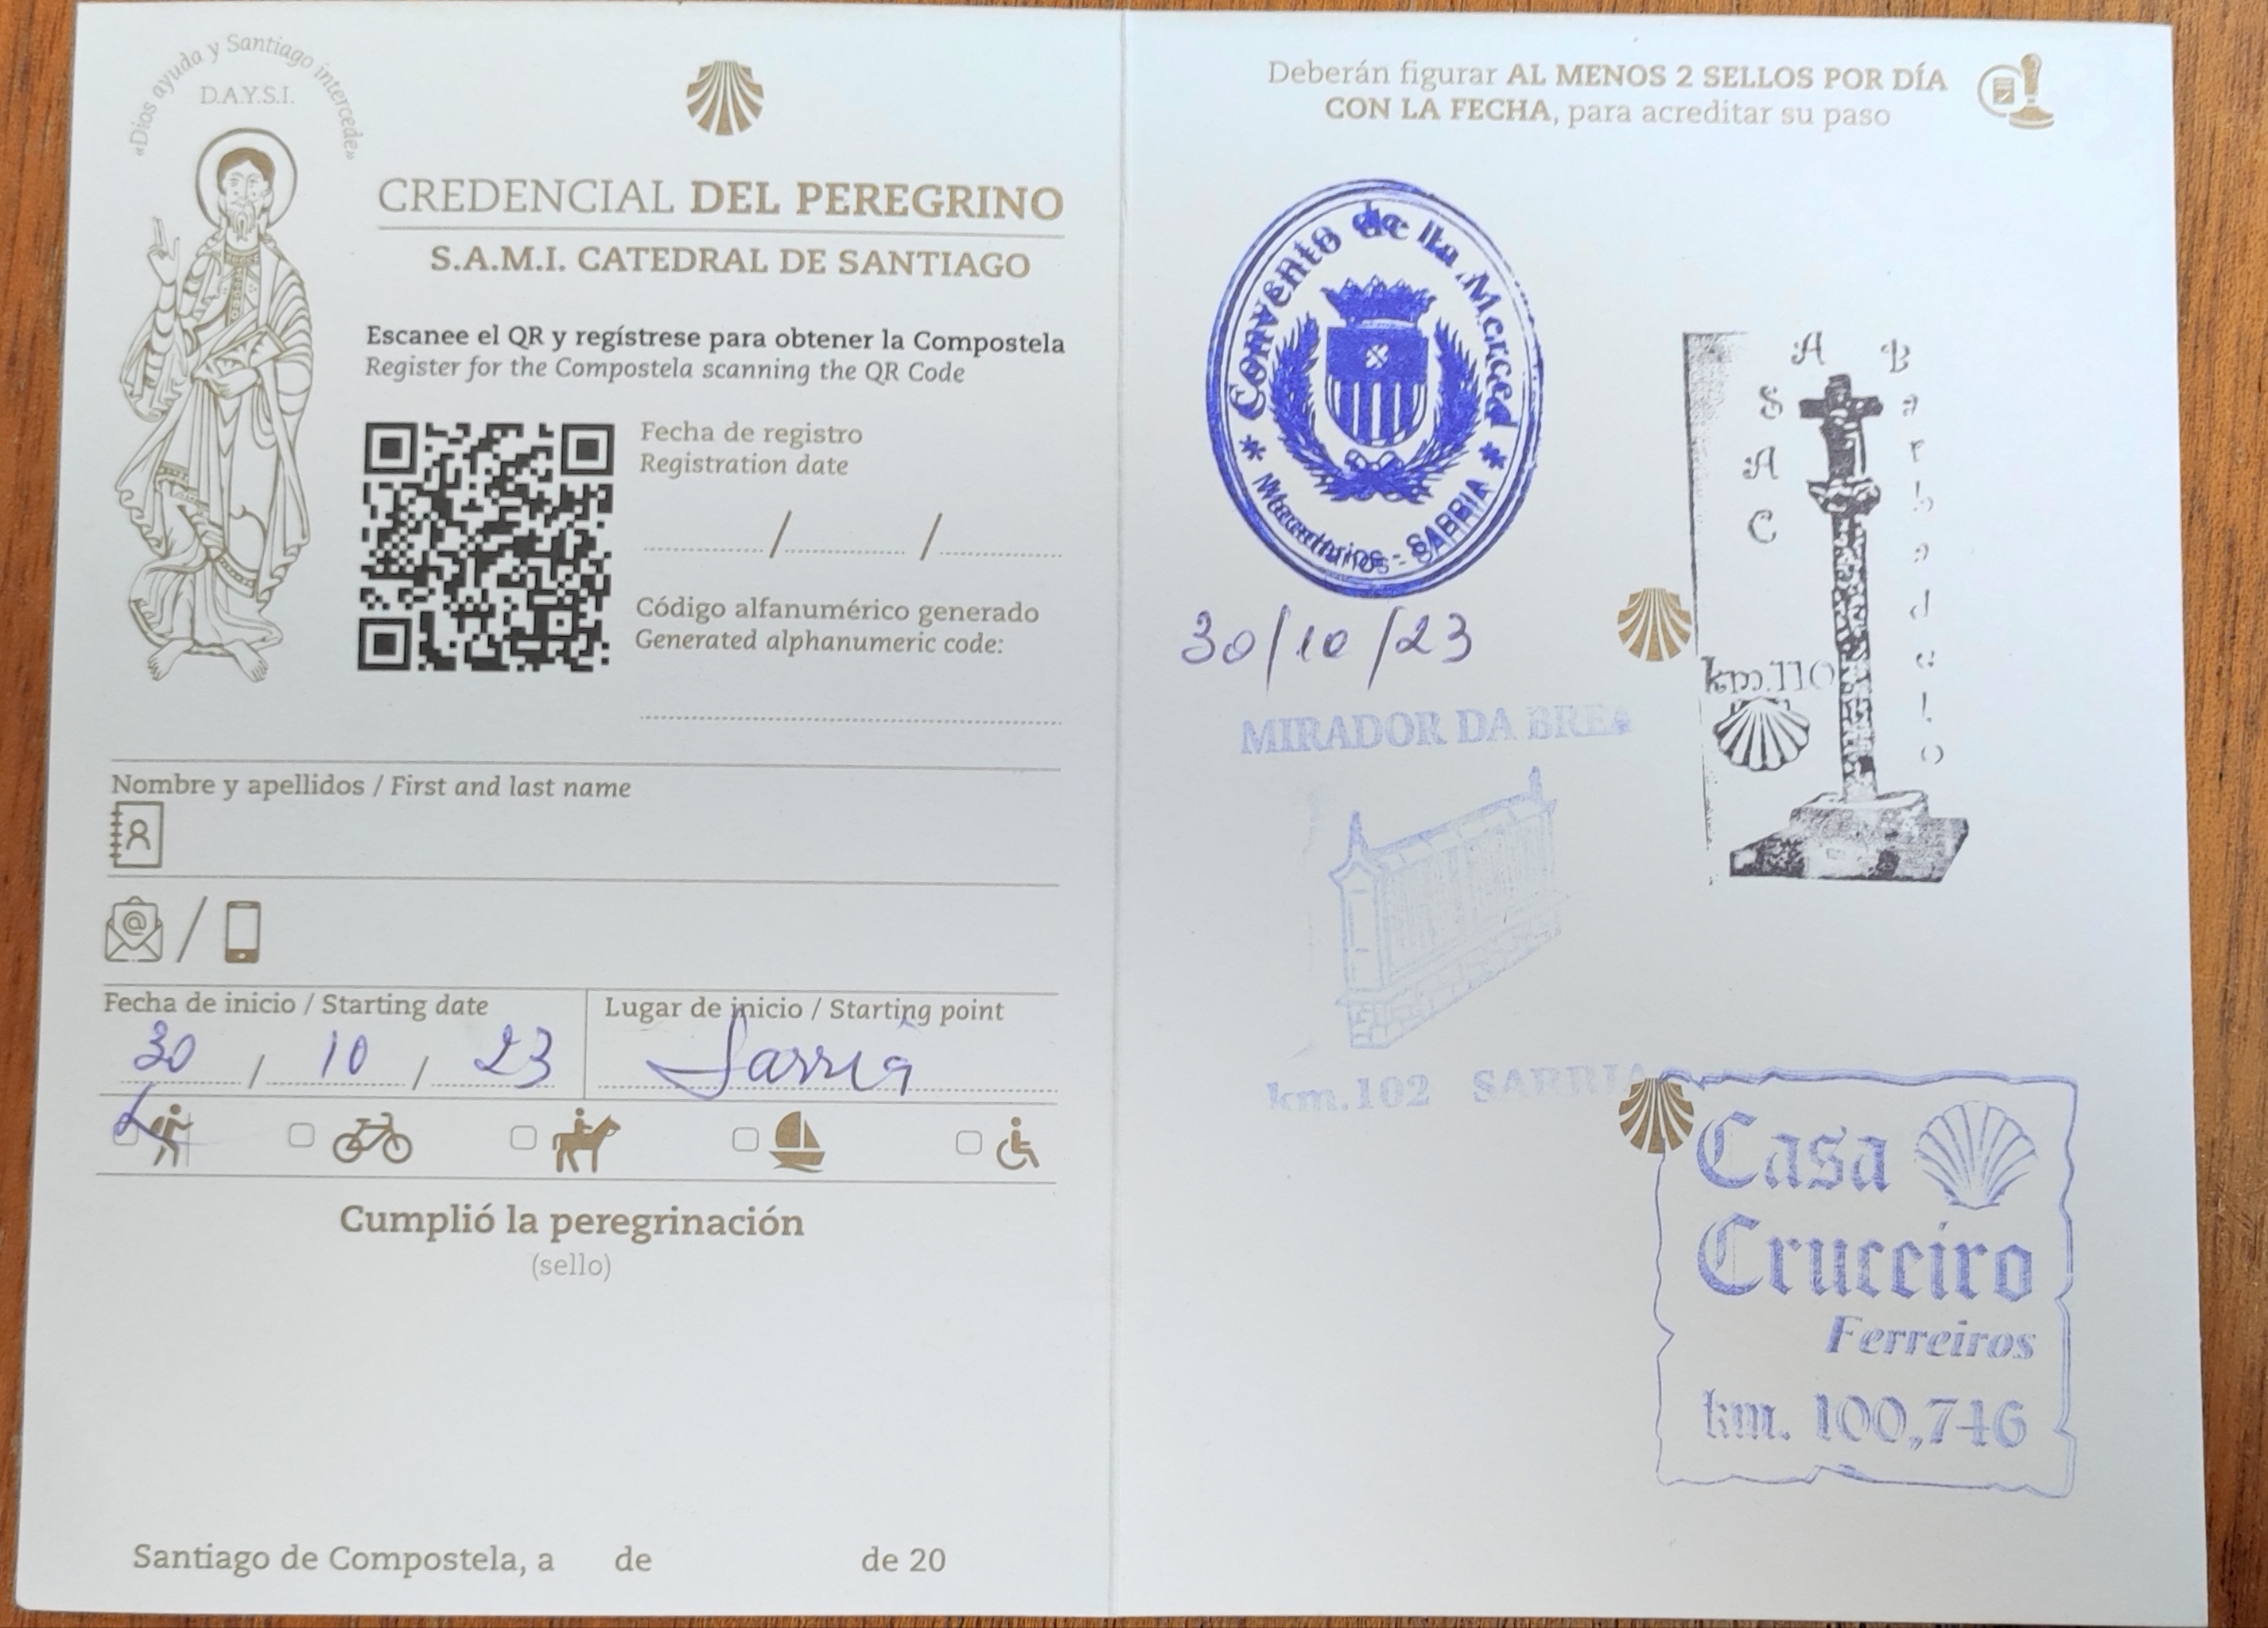 «Dios ayuda y Santiago intercede»
D.A.Y.S.I.
CREDENCIAL DEL PEREGRINO
S.A.M.I. CATEDRAL DE SANTIAGO
Escanee el QR y regístrese para obtener la Compostela
Register for the Compostela scanning the QR Code
Fecha de registro
Registration date
/ /
Código alfanumérico generado
Generated alphanumeric code:
Nombre y apellidos / First and last name
/
Fecha de inicio / Starting date
30 / 10 / 23
Lugar de inicio / Starting point
Sarria
Cumplió la peregrinación
(sello)
Santiago de Compostela, a de de 20
Deberán figurar AL MENOS 2 SELLOS POR DÍA
CON LA FECHA, para acreditar su paso
Convento de la Merced
* Mercedarios - SARRIA *
30/10/23
MIRADOR DA BREA
km.102 SARRIA
CASA
Barbadelo
km.110
Casa
Cruceiro
Ferreiros
km. 100,746